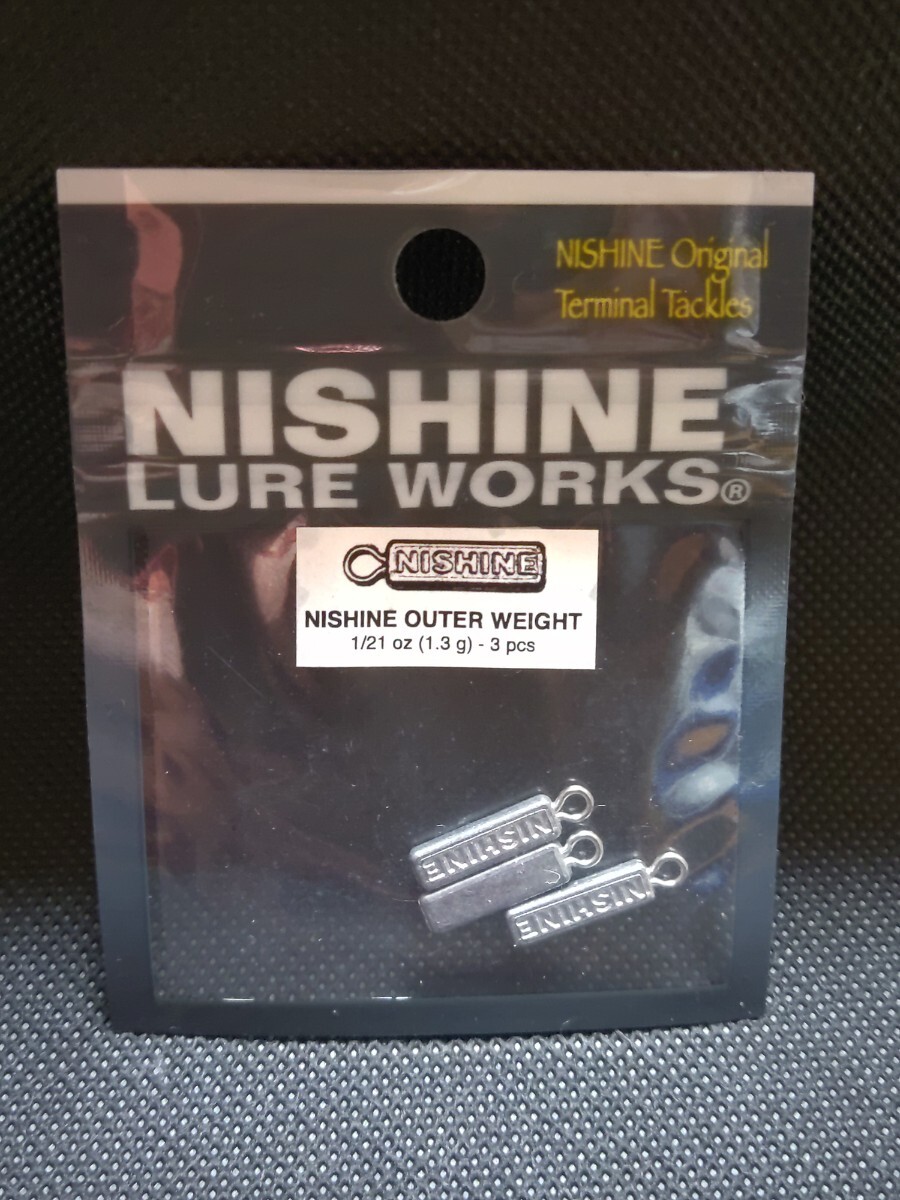 NISHINE Original
Terminal Tackles
NISHINE
LURE WORKS®
NISHINE
NISHINE OUTER WEIGHT
1/21 oz (1.3 g) - 3 pcs
NISHINE
NISHINE